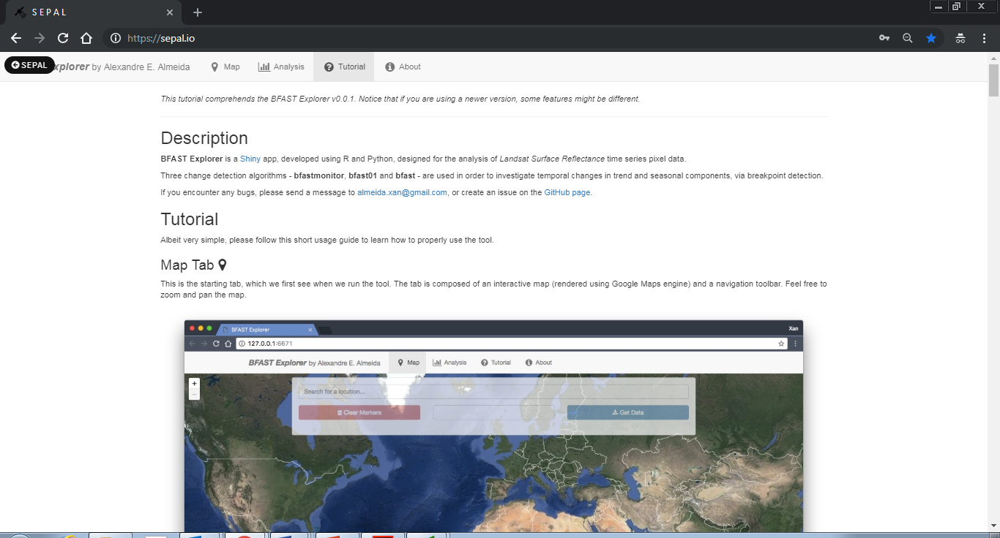 S E P A L
https://sepal.io
SEPAL
xplorer by Alexandre E. Almeida
Map
Analysis
Tutorial
About
This tutorial comprehends the BFAST Explorer v0.0.1. Notice that if you are using a newer version, some features might be different.
Description
BFAST Explorer is a Shiny app, developed using R and Python, designed for the analysis of Landsat Surface Reflectance time series pixel data.
Three change detection algorithms - bfastmonitor, bfast01 and bfast - are used in order to investigate temporal changes in trend and seasonal components, via breakpoint detection.
If you encounter any bugs, please send a message to almeida.xan@gmail.com, or create an issue on the GitHub page.
Tutorial
Albeit very simple, please follow this short usage guide to learn how to properly use the tool.
Map Tab
This is the starting tab, which we first see when we run the tool. The tab is composed of an interactive map (rendered using Google Maps engine) and a navigation toolbar. Feel free to
zoom and pan the map.
BFAST Explorer
Xan
127.0.0.1:6671
BFAST Explorer by Alexandre E. Almeida
Map
Analysis
Tutorial
About
Search for a location...
Clear Markers
Get Data